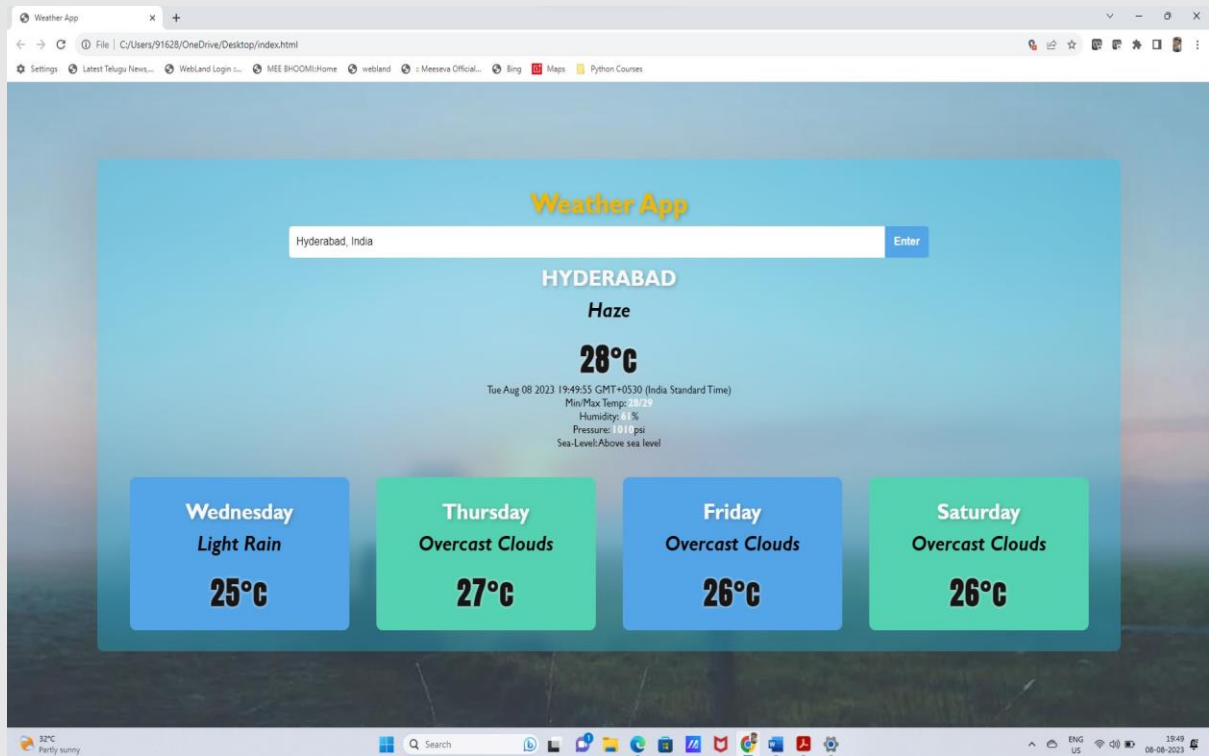 Weather App
File | C:/Users/91628/OneDrive/Desktop/index.html
Settings Latest Telugu News,... WebLand Login ::... MEE BHOOMI::Home webland :: Meeseva Official... Bing Maps Python Courses
Weather App
Hyderabad, India Enter
HYDERABAD
Haze
28°c
Tue Aug 08 2023 19:49:55 GMT+0530 (India Standard Time)
Min/Max Temp: 28/29
Humidity: 61%
Pressure: 1010psi
Sea-Level:Above sea level
Wednesday
Light Rain
25°c
Thursday
Overcast Clouds
27°c
Friday
Overcast Clouds
26°c
Saturday
Overcast Clouds
26°c
32°C
Partly sunny
Search
ENG
US
19:49
08-08-2023